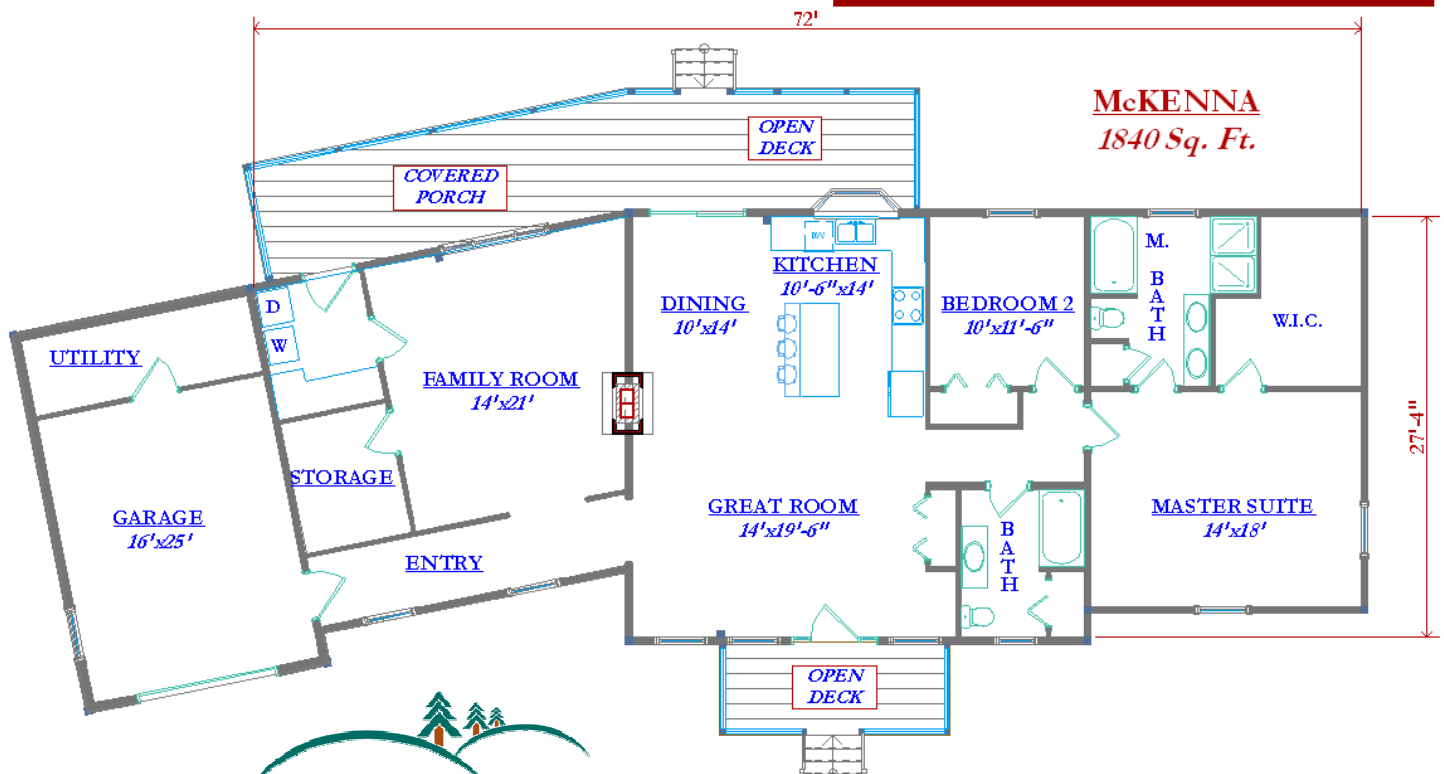 72'
McKENNA
1840 Sq. Ft.
OPEN
DECK
COVERED
PORCH
DW
KITCHEN
10'-6"x14'
DINING
10'x14'
BEDROOM 2
10'x11'-6"
M.
BATH
W.I.C.
D
W
UTILITY
FAMILY ROOM
14'x21'
27'-4"
STORAGE
GARAGE
16'x25'
ENTRY
GREAT ROOM
14'x19'-6"
BATH
MASTER SUITE
14'x18'
OPEN
DECK